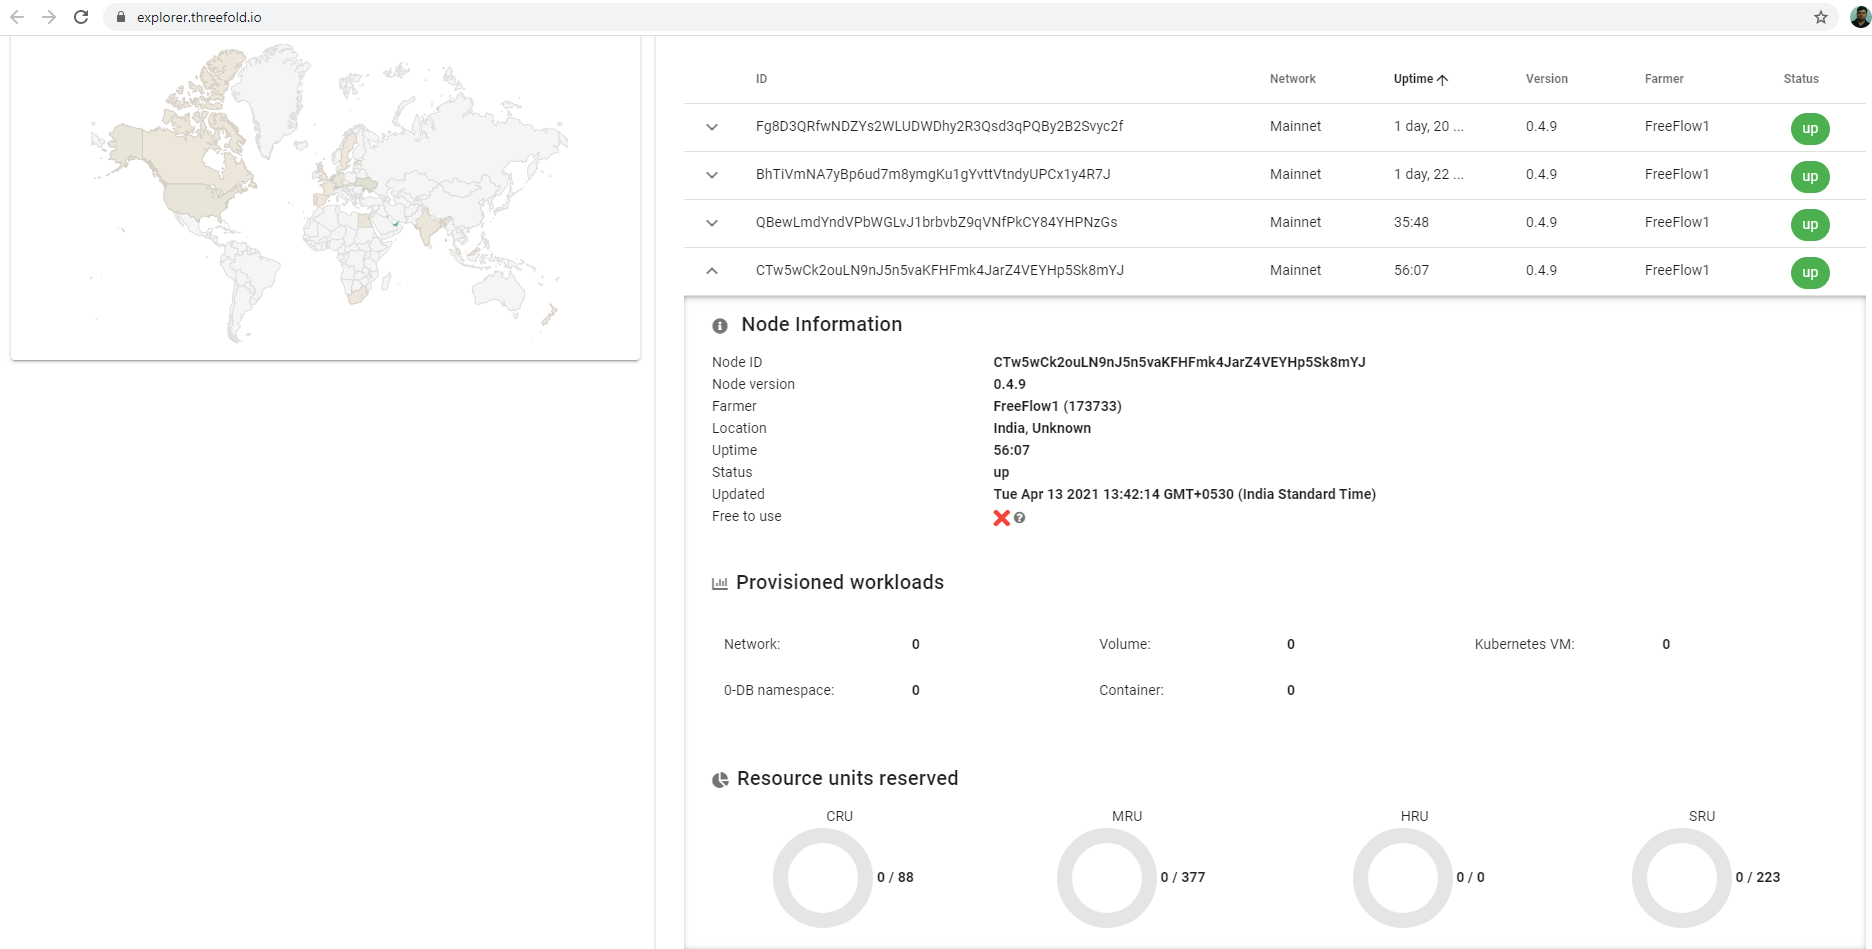 explorer.threefold.io
ID Network Uptime Version Farmer Status
Fg8D3QRfwNDZYs2WLUDWDhy2R3Qsd3qPQBy2B2Svyc2f Mainnet 1 day, 20 ... 0.4.9 FreeFlow1 up
BhTiVmNA7yBp6ud7m8ymgKu1gYvttVtndyUPCx1y4R7J Mainnet 1 day, 22 ... 0.4.9 FreeFlow1 up
QBewLmdYndVPbWGLvJ1brbvbZ9qVNfPkCY84YHPNzGs Mainnet 35:48 0.4.9 FreeFlow1 up
CTw5wCk2ouLN9nJ5n5vaKFHFmk4JarZ4VEYHp5Sk8mYJ Mainnet 56:07 0.4.9 FreeFlow1 up
Node Information
Node ID CTw5wCk2ouLN9nJ5n5vaKFHFmk4JarZ4VEYHp5Sk8mYJ
Node version 0.4.9
Farmer FreeFlow1 (173733)
Location India, Unknown
Uptime 56:07
Status up
Updated Tue Apr 13 2021 13:42:14 GMT+0530 (India Standard Time)
Free to use
Provisioned workloads
Network: 0 Volume: 0 Kubernetes VM: 0
0-DB namespace: 0 Container: 0
Resource units reserved
CRU MRU HRU SRU
0 / 88 0 / 377 0 / 0 0 / 223